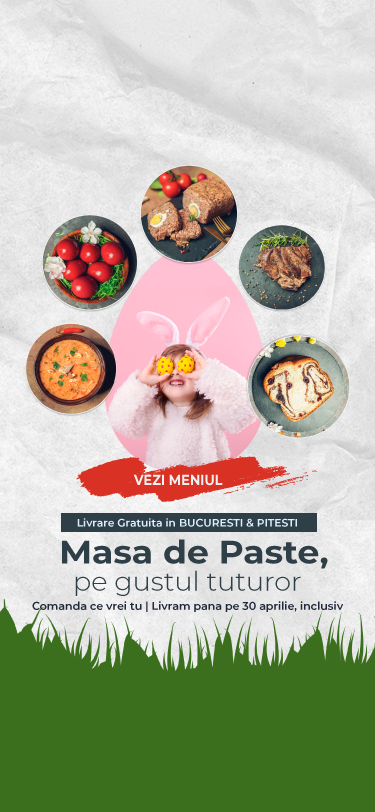 VEZI MENIUL
Livrare Gratuita in BUCURESTI & PITESTI
Masa de Paste,
pe gustul tuturor
Comanda ce vrei tu | Livram pana pe 30 aprilie, inclusiv